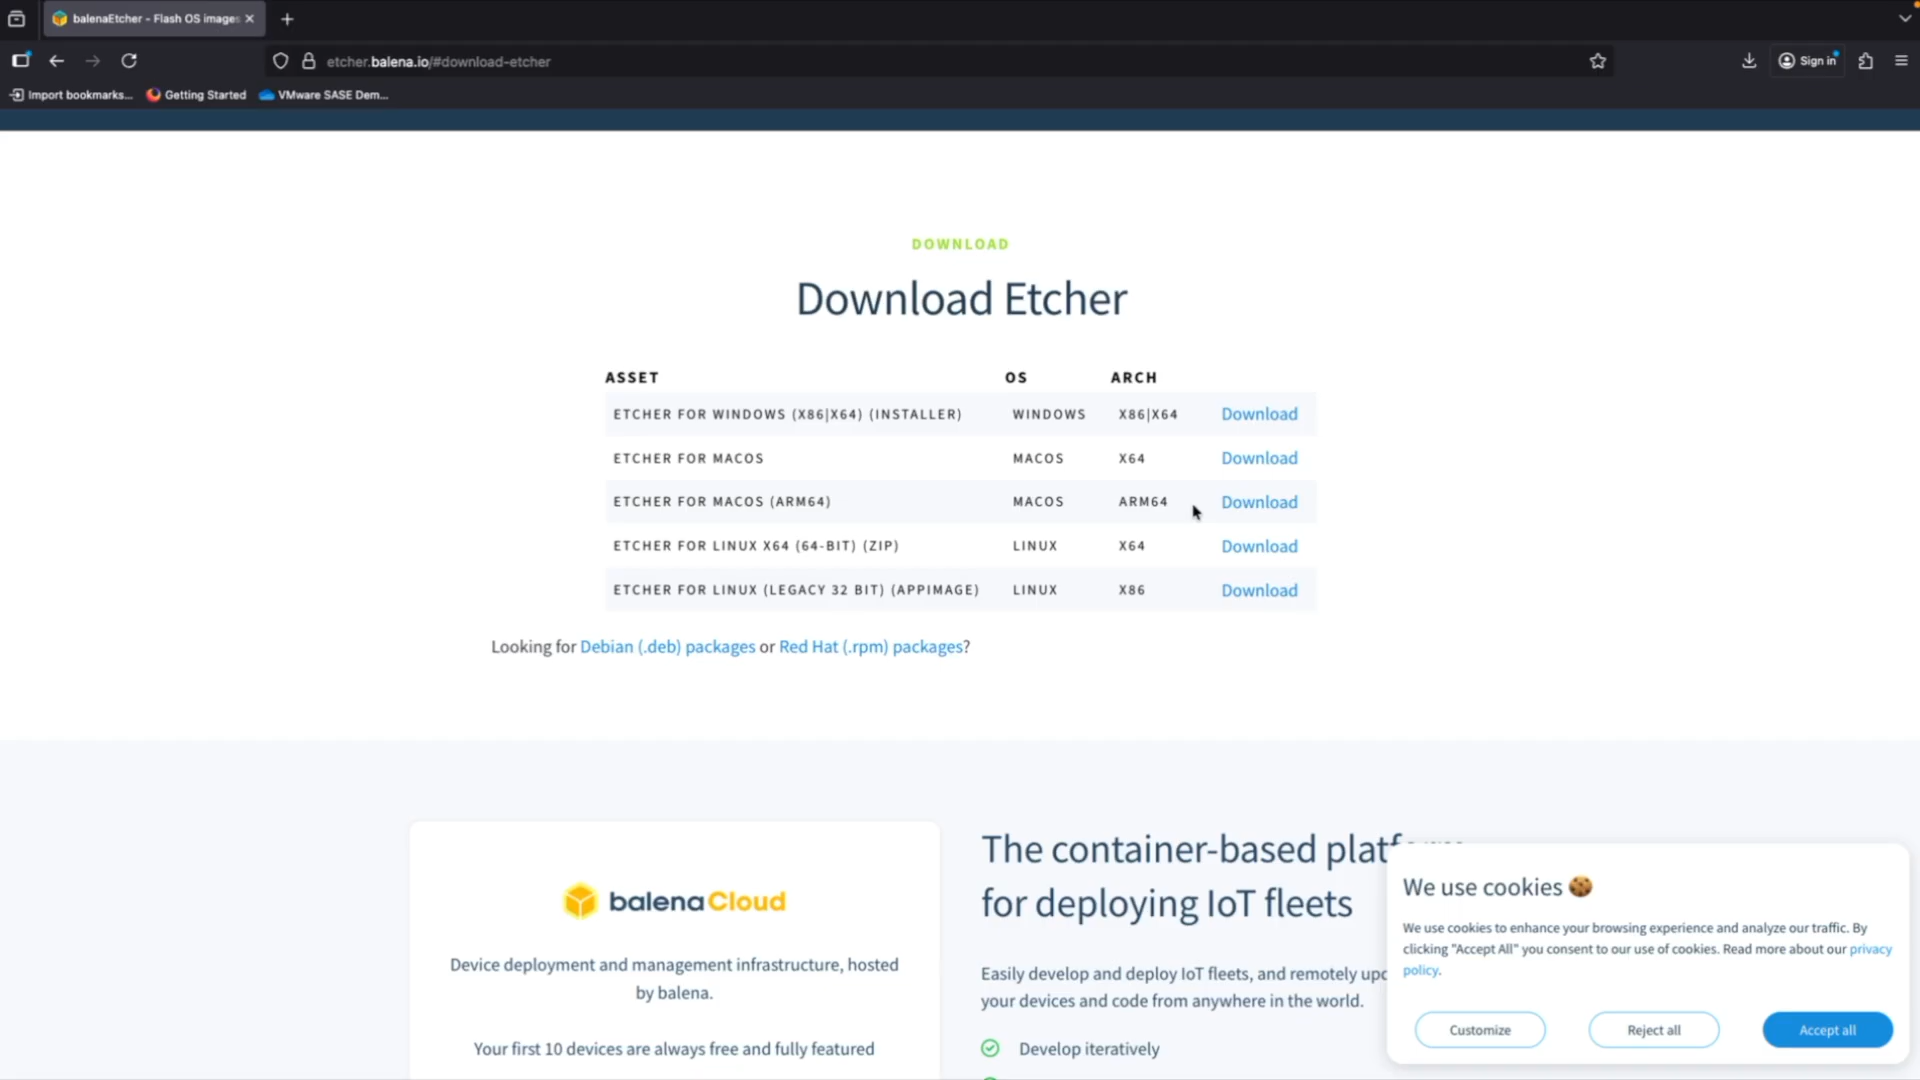 balenaEtcher - Flash OS images
etcher.balena.io/#download-etcher
Sign in
Import bookmarks...
Getting Started
VMware SASE Dem...
DOWNLOAD
Download Etcher
ASSET OS ARCH
ETCHER FOR WINDOWS (X86|X64) (INSTALLER) WINDOWS X86|X64 Download
ETCHER FOR MACOS MACOS X64 Download
ETCHER FOR MACOS (ARM64) MACOS ARM64 Download
ETCHER FOR LINUX X64 (64-BIT) (ZIP) LINUX X64 Download
ETCHER FOR LINUX (LEGACY 32 BIT) (APPIMAGE) LINUX X86 Download
Looking for Debian (.deb) packages or Red Hat (.rpm) packages?
balenaCloud
Device deployment and management infrastructure, hosted
by balena.
Your first 10 devices are always free and fully featured
The container-based
for deploying IoT fleets
Easily develop and deploy IoT fleets, and remotely
your devices and code from anywhere in the world.
Develop iteratively
We use cookies 🍪
We use cookies to enhance your browsing experience and analyze our traffic. By
clicking "Accept All" you consent to our use of cookies. Read more about our privacy
policy.
Customize
Reject all
Accept all